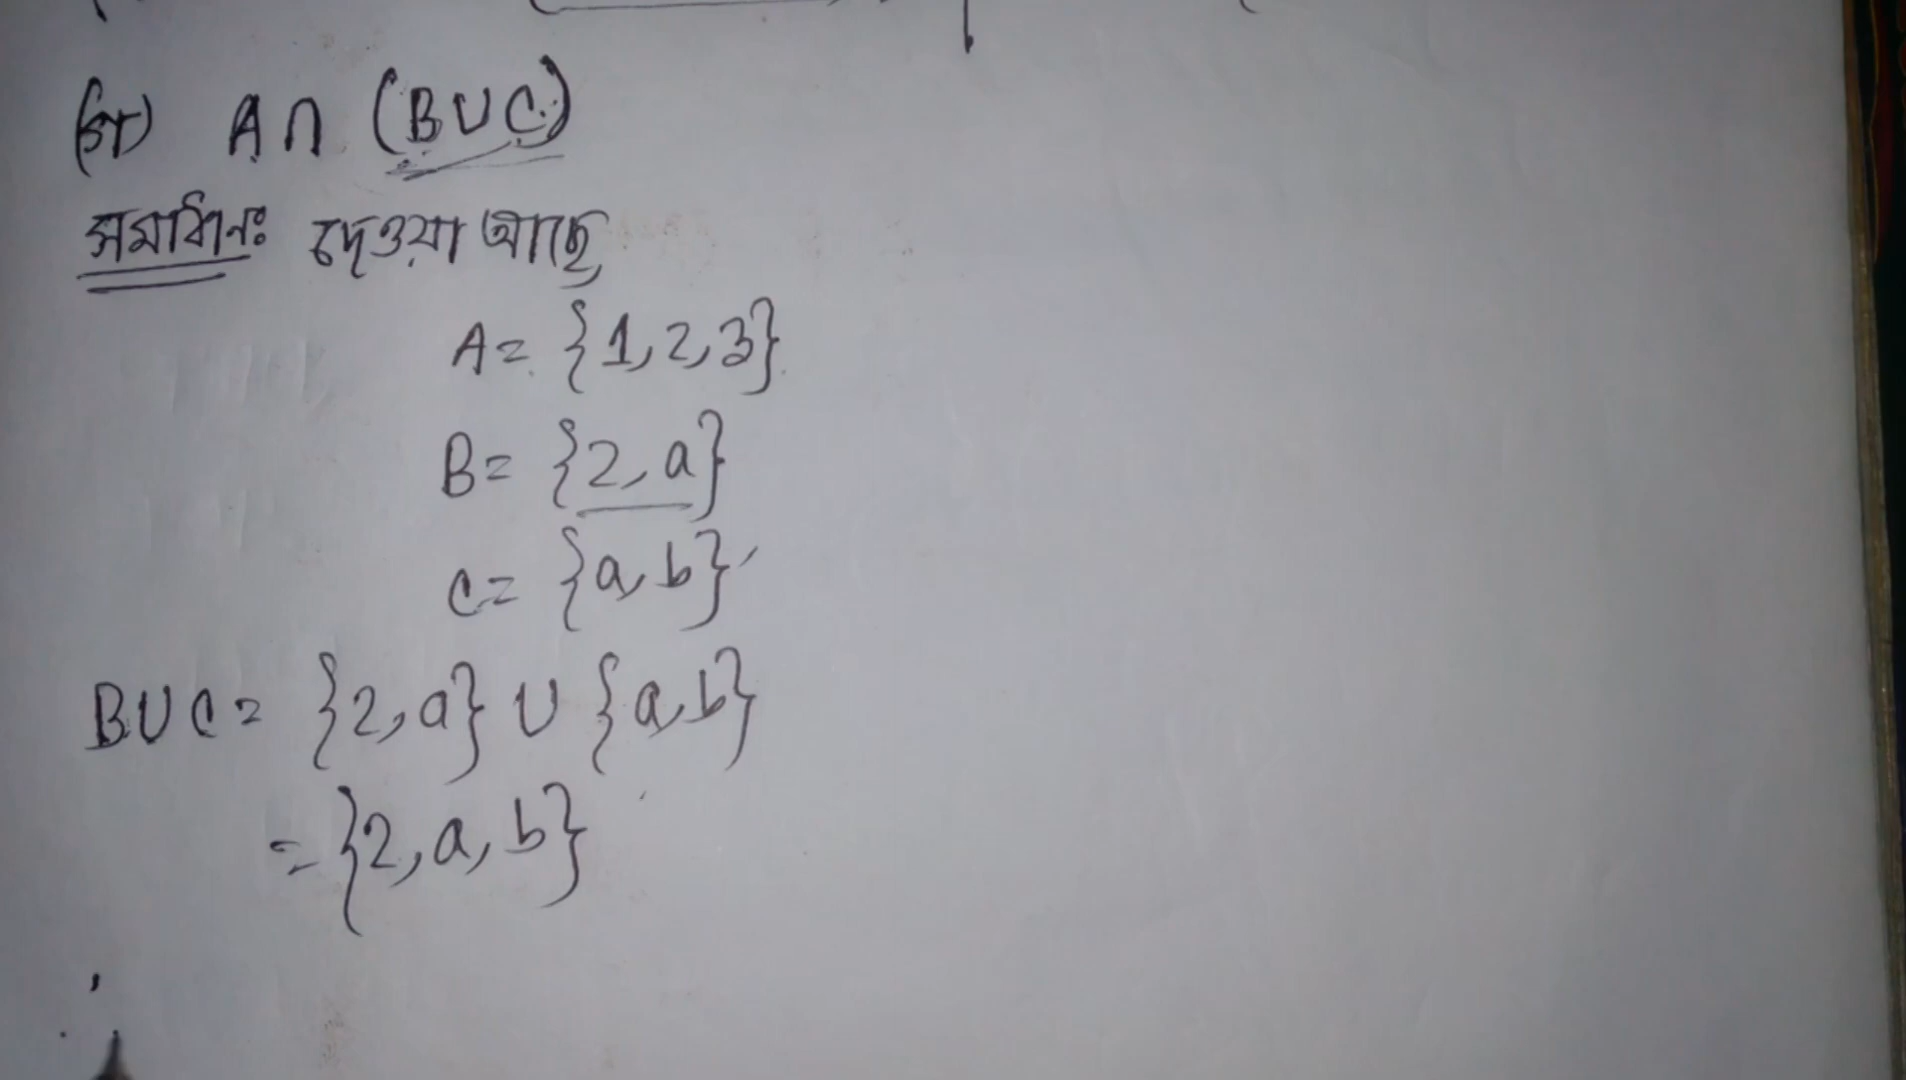 (ঙ) A∩ (B∪C)
সমাধানঃ দেওয়া আছে,
A= {1,2,3}
B= {2,a}
C= {a,b}
B∪C= {2,a} ∪ {a,b}
= {2,a,b}